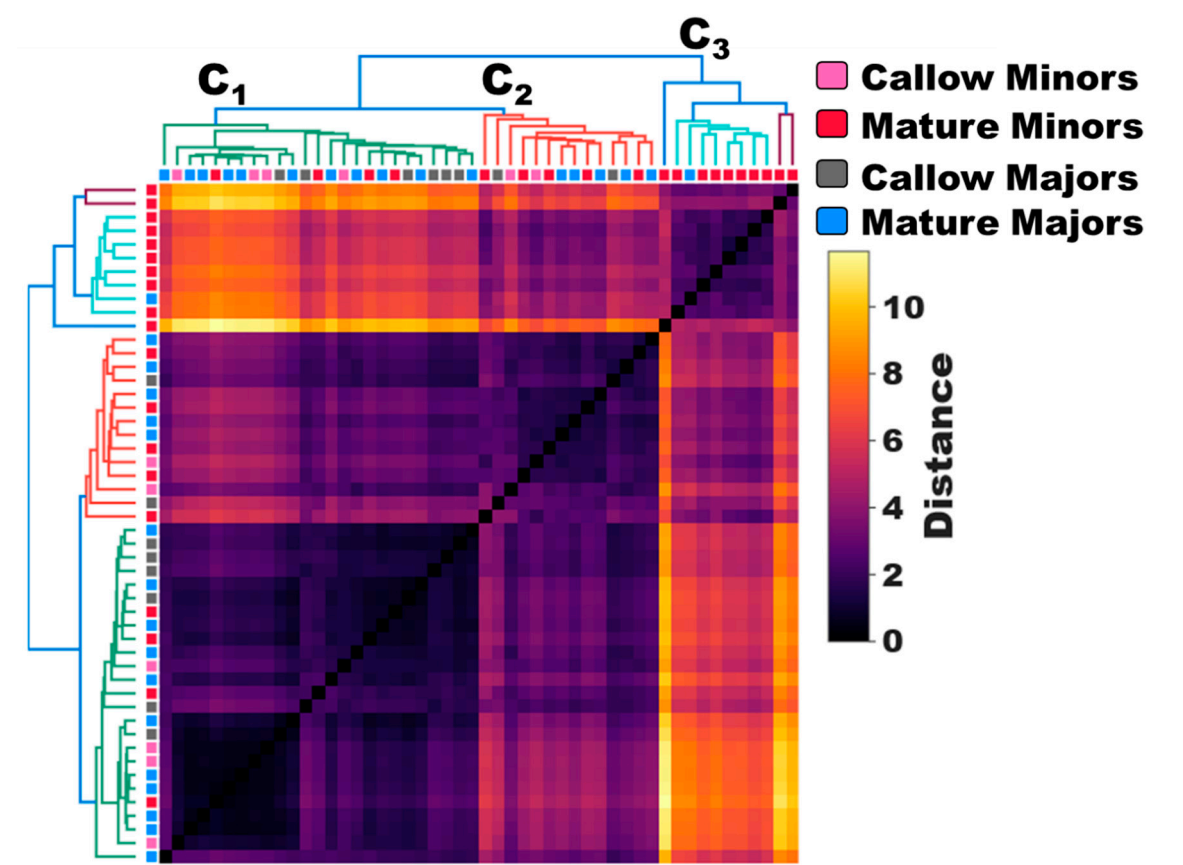 C1
C2
C3
Callow Minors
Mature Minors
Callow Majors
Mature Majors
10
8
6
4
2
0
Distance